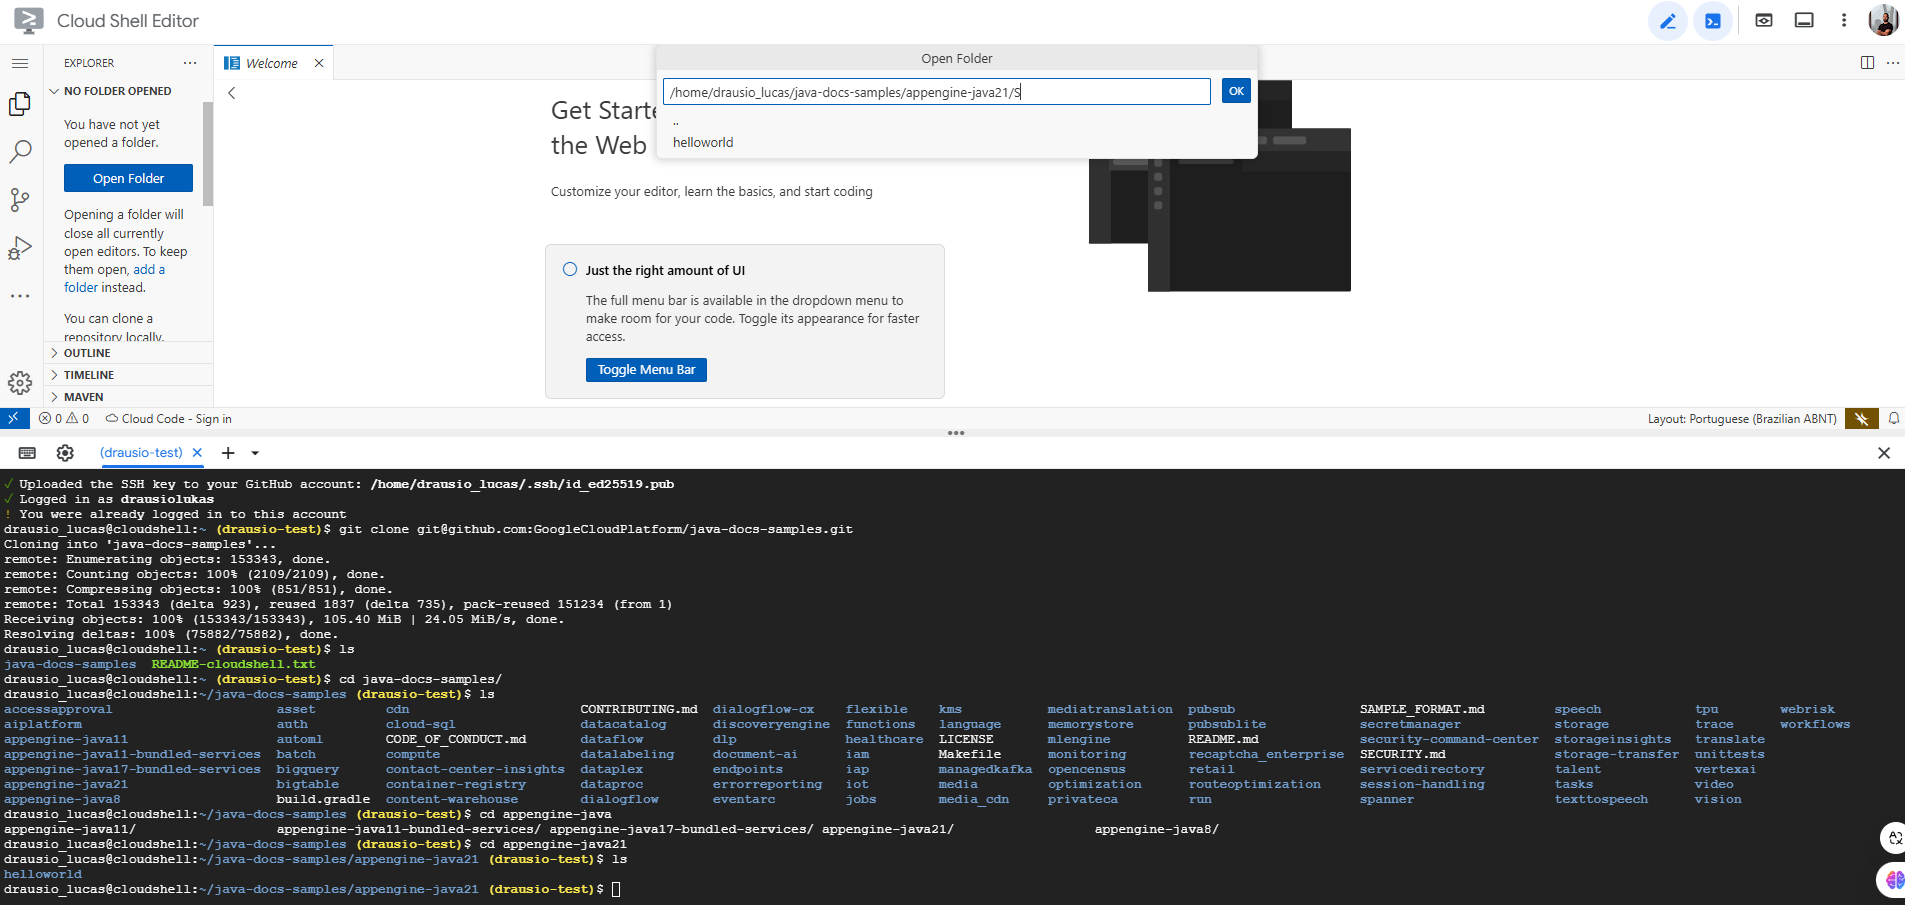 Cloud Shell Editor
EXPLORER
Welcome
Open Folder
NO FOLDER OPENED
/home/drausio_lucas/java-docs-samples/appengine-java21/S
OK
..
helloworld
You have not yet
opened a folder.
Open Folder
Opening a folder will
close all currently
open editors. To keep
them open, add a
folder instead.
You can clone a
repository locally.
OUTLINE
TIMELINE
MAVEN
Get Starte
the Web
Customize your editor, learn the basics, and start coding
Just the right amount of UI
The full menu bar is available in the dropdown menu to
make room for your code. Toggle its appearance for faster
access.
Toggle Menu Bar
0 0 Cloud Code - Sign in
Layout: Portuguese (Brazilian ABNT)
(drausio-test)
✓ Uploaded the SSH key to your GitHub account: /home/drausio_lucas/.ssh/id_ed25519.pub
✓ Logged in as drausiolukas
! You were already logged in to this account
drausio_lucas@cloudshell:~ (drausio-test)$ git clone git@github.com:GoogleCloudPlatform/java-docs-samples.git
Cloning into 'java-docs-samples'...
remote: Enumerating objects: 153343, done.
remote: Counting objects: 100% (2109/2109), done.
remote: Compressing objects: 100% (851/851), done.
remote: Total 153343 (delta 923), reused 1837 (delta 735), pack-reused 151234 (from 1)
Receiving objects: 100% (153343/153343), 105.40 MiB | 24.05 MiB/s, done.
Resolving deltas: 100% (75882/75882), done.
drausio_lucas@cloudshell:~ (drausio-test)$ ls
java-docs-samples README-cloudshell.txt
drausio_lucas@cloudshell:~ (drausio-test)$ cd java-docs-samples/
drausio_lucas@cloudshell:~/java-docs-samples (drausio-test)$ ls
accessapproval asset cdn CONTRIBUTING.md dialogflow-cx flexible kms mediatranslation pubsub SAMPLE_FORMAT.md speech tpu webrisk
aiplatform auth cloud-sql datacatalog discoveryengine functions language memorystore pubsublite secretmanager storage trace workflows
appengine-java11 automl CODE_OF_CONDUCT.md dataflow dlp healthcare LICENSE mlengine README.md security-command-center storageinsights translate
appengine-java11-bundled-services batch compute datalabeling document-ai iam Makefile monitoring recaptcha_enterprise SECURITY.md storage-transfer unittests
appengine-java17-bundled-services bigquery contact-center-insights dataplex endpoints iap managedkafka opencensus retail servicedirectory talent vertexai
appengine-java21 bigtable container-registry dataproc errorreporting iot media optimization routeoptimization session-handling tasks video
appengine-java8 build.gradle content-warehouse dialogflow eventarc jobs media_cdn privateca run spanner texttospeech vision
drausio_lucas@cloudshell:~/java-docs-samples (drausio-test)$ cd appengine-java
appengine-java11/ appengine-java11-bundled-services/ appengine-java17-bundled-services/ appengine-java21/ appengine-java8/
drausio_lucas@cloudshell:~/java-docs-samples (drausio-test)$ cd appengine-java21
drausio_lucas@cloudshell:~/java-docs-samples/appengine-java21 (drausio-test)$ ls
helloworld
drausio_lucas@cloudshell:~/java-docs-samples/appengine-java21 (drausio-test)$